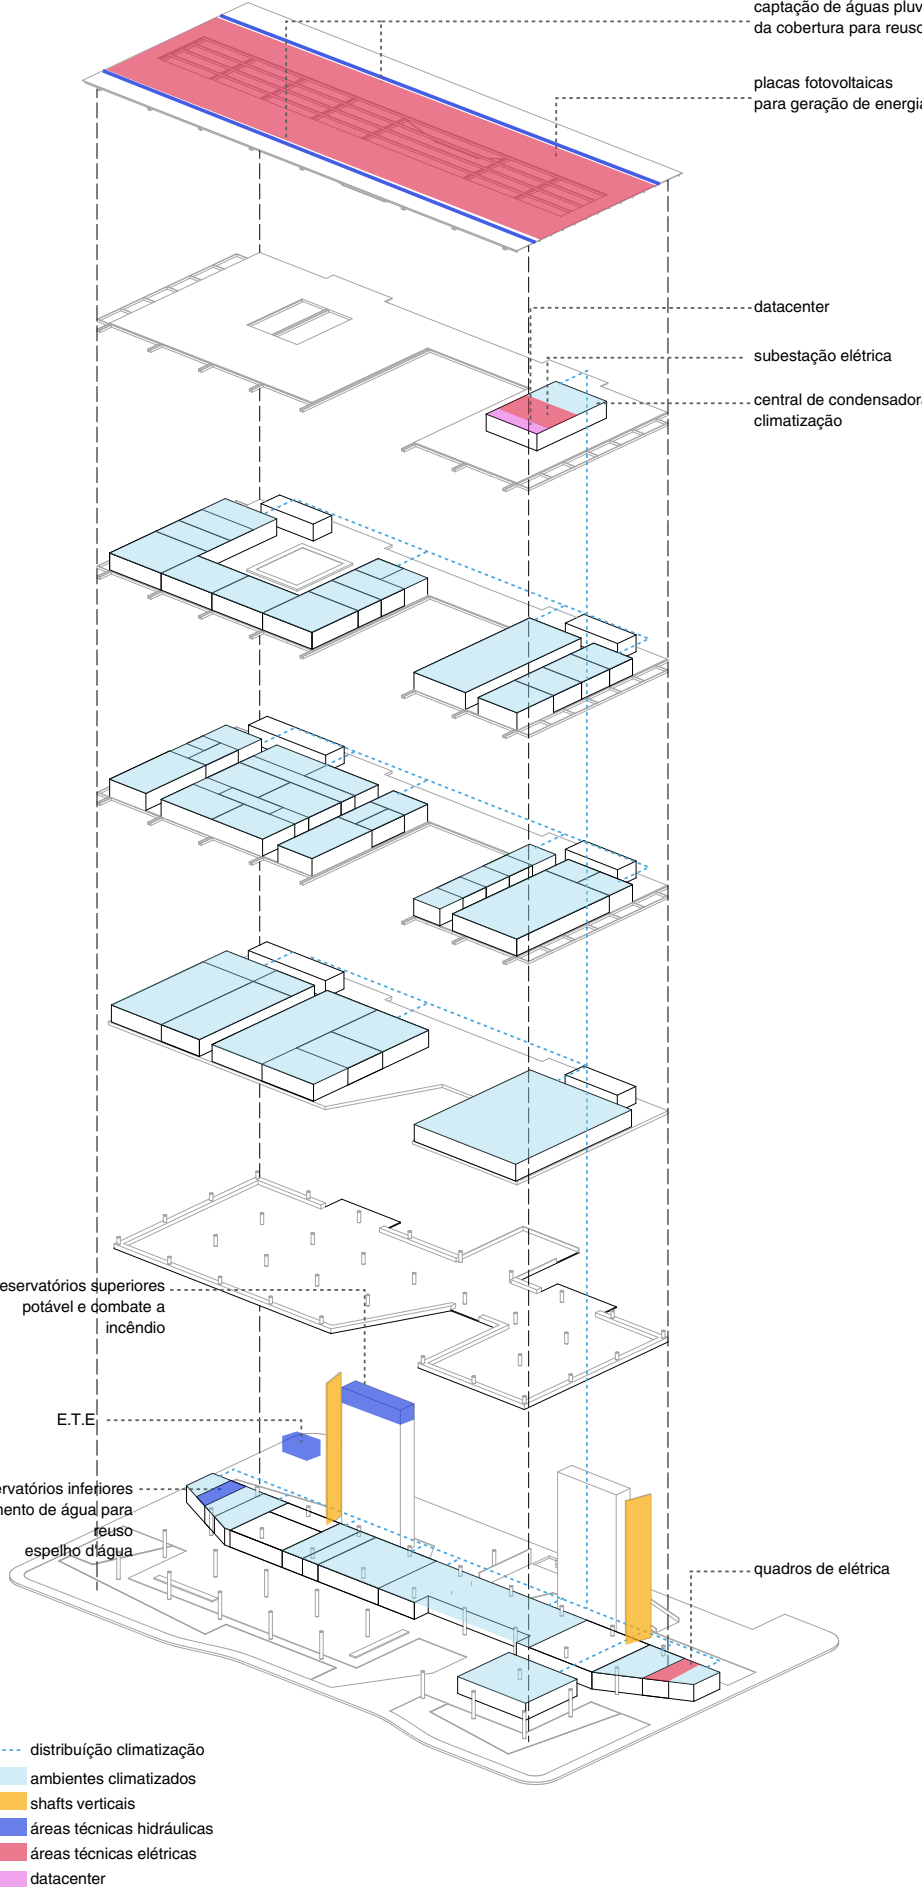 captação de águas pluv
da cobertura para reuso
placas fotovoltaicas
para geração de energia
datacenter
subestação elétrica
central de condensadora
climatização
eservatórios superiores
potável e combate a
incêndio
E.T.E
ervatórios inferiores
mento de água para
reuso
espelho d'água
quadros de elétrica
distribuíção climatização
ambientes climatizados
shafts verticais
áreas técnicas hidráulicas
áreas técnicas elétricas
datacenter